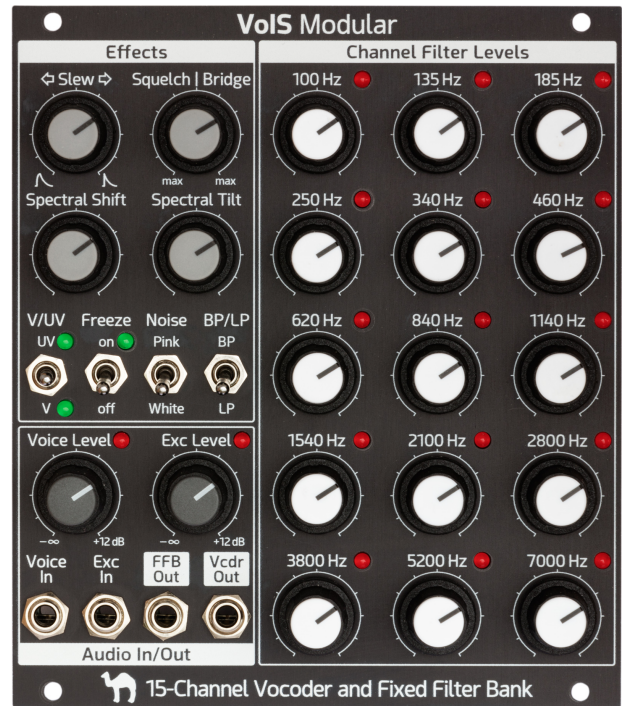 VoIS Modular
Effects
⇦ Slew ⇨
Squelch | Bridge
max
max
Spectral Shift
Spectral Tilt
V/UV
Freeze
Noise
BP/LP
UV
on
Pink
BP
V
off
White
LP
Voice Level
Exc Level
-∞
+12 dB
-∞
+12 dB
Voice In
Exc In
FFB Out
Vcdr Out
Audio In/Out
Channel Filter Levels
100 Hz
135 Hz
185 Hz
250 Hz
340 Hz
460 Hz
620 Hz
840 Hz
1140 Hz
1540 Hz
2100 Hz
2800 Hz
3800 Hz
5200 Hz
7000 Hz
15-Channel Vocoder and Fixed Filter Bank